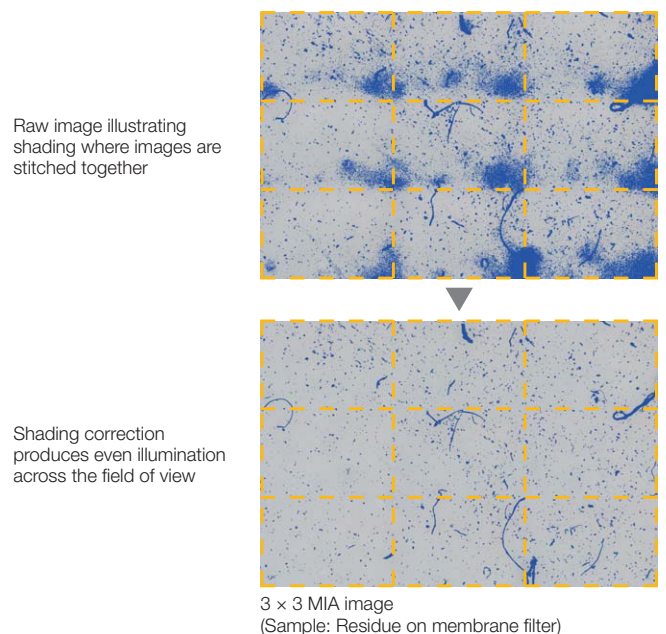 Raw image illustrating
shading where images are
stitched together
Shading correction
produces even illumination
across the field of view
3 × 3 MIA image
(Sample: Residue on membrane filter)